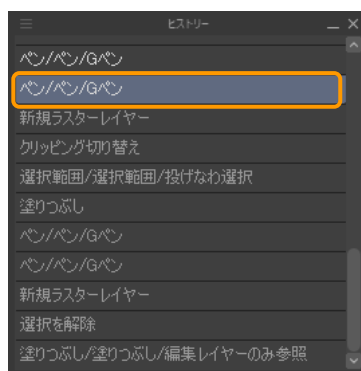 ヒストリー
ペン/ペン/Gペン
ペン/ペン/Gペン
新規ラスターレイヤー
クリッピング切り替え
選択範囲/選択範囲/投げなわ選択
塗りつぶし
ペン/ペン/Gペン
ペン/ペン/Gペン
新規ラスターレイヤー
選択を解除
塗りつぶし/塗りつぶし/編集レイヤーのみ参照